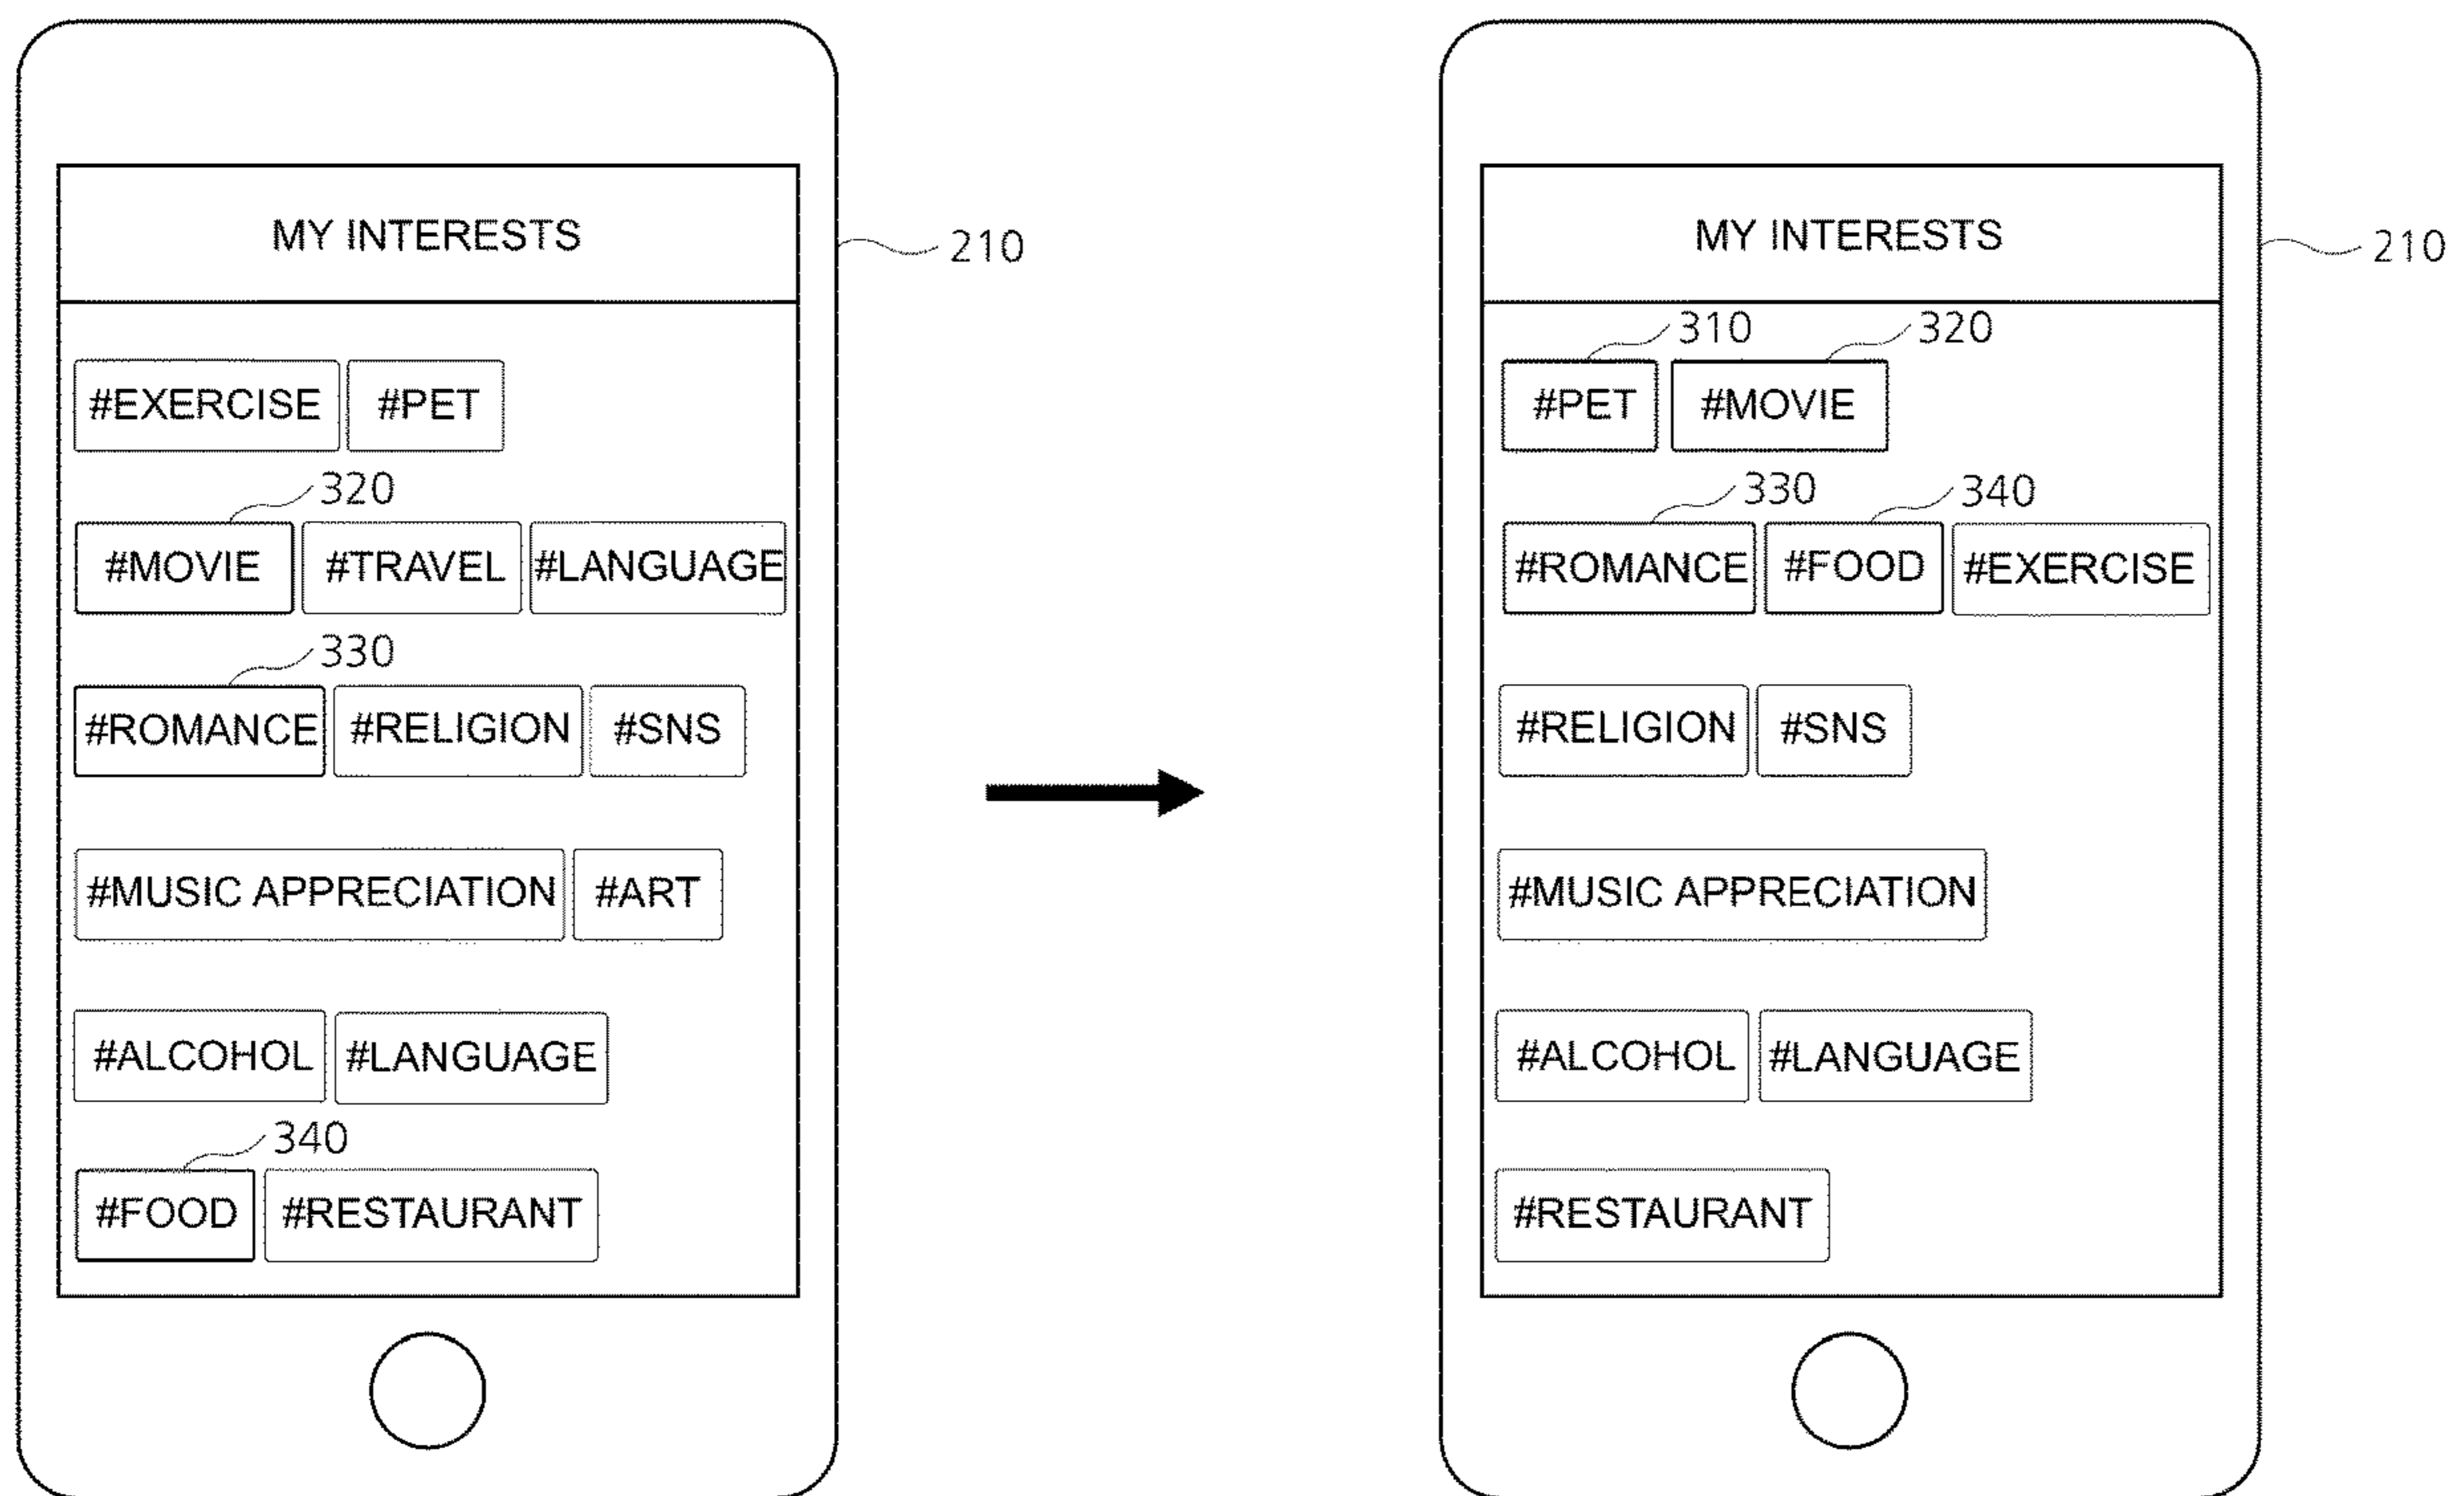 MY INTERESTS
210
#EXERCISE #PET
320
#MOVIE #TRAVEL #LANGUAGE
330
#ROMANCE #RELIGION #SNS
#MUSIC APPRECIATION #ART
#ALCOHOL #LANGUAGE
340
#FOOD #RESTAURANT
MY INTERESTS
210
310 320
#PET #MOVIE
330 340
#ROMANCE #FOOD #EXERCISE
#RELIGION #SNS
#MUSIC APPRECIATION
#ALCOHOL #LANGUAGE
#RESTAURANT